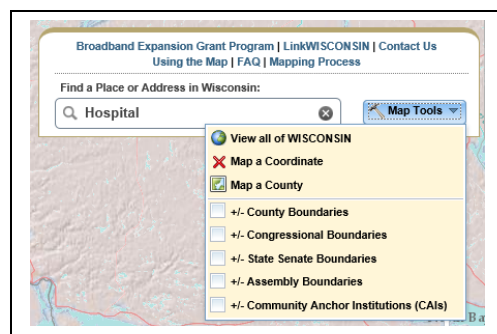 Broadband Expansion Grant Program | LinkWISCONSIN | Contact Us
Using the Map | FAQ | Mapping Process
Find a Place or Address in Wisconsin:
Hospital
Map Tools
View all of WISCONSIN
Map a Coordinate
Map a County
+/- County Boundaries
+/- Congressional Boundaries
+/- State Senate Boundaries
+/- Assembly Boundaries
+/- Community Anchor Institutions (CAIs)